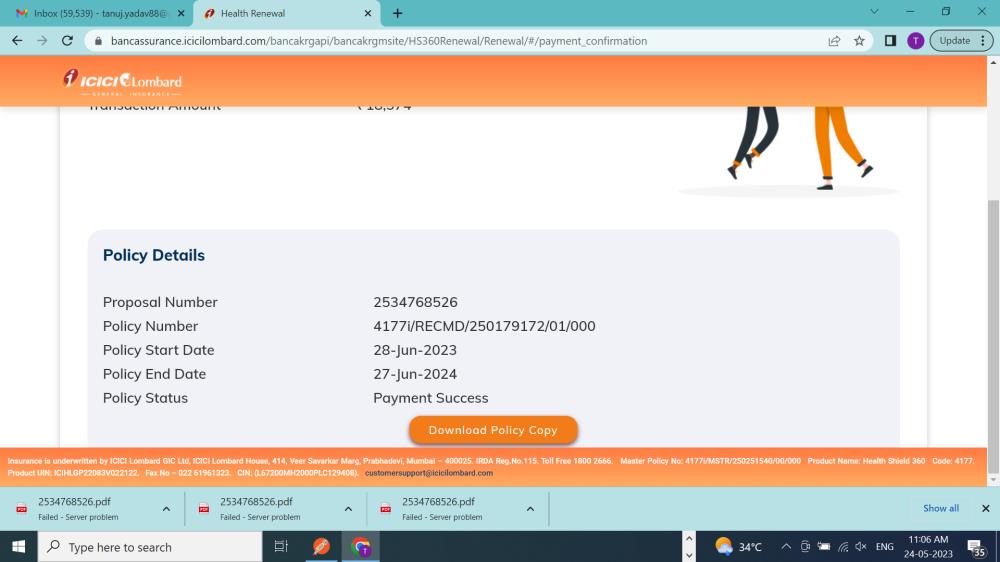 Inbox (59,539) - tanuj.yadav88@
Health Renewal
bancassurance.icicilombard.com/bancakrgapi/bancakrgmsite/HS360Renewal/Renewal/#/payment_confirmation
T
Update
ICICI Lombard
GENERAL INSURANCE
Transaction Amount
Policy Details
Proposal Number 2534768526
Policy Number 4177i/RECMD/250179172/01/000
Policy Start Date 28-Jun-2023
Policy End Date 27-Jun-2024
Policy Status Payment Success
Download Policy Copy
Insurance is underwritten by ICICI Lombard GIC Ltd, ICICI Lombard House, 414, Veer Savarkar Marg, Prabhadevi, Mumbai – 400025. IRDA Reg.No.115. Toll Free 1800 2666. Master Policy No: 4177i/MSTR/250251540/00/000 Product Name: Health Shield 360 Code: 4177.
Product UIN: ICIHLGP22083V022122. Fax No – 022 61961323. CIN: (L67200MH2000PLC129408). customersupport@icicilombard.com
2534768526.pdf 2534768526.pdf 2534768526.pdf
Failed - Server problem Failed - Server problem Failed - Server problem
Show all
Type here to search
T
34°C
ENG
11:06 AM
24-05-2023
35